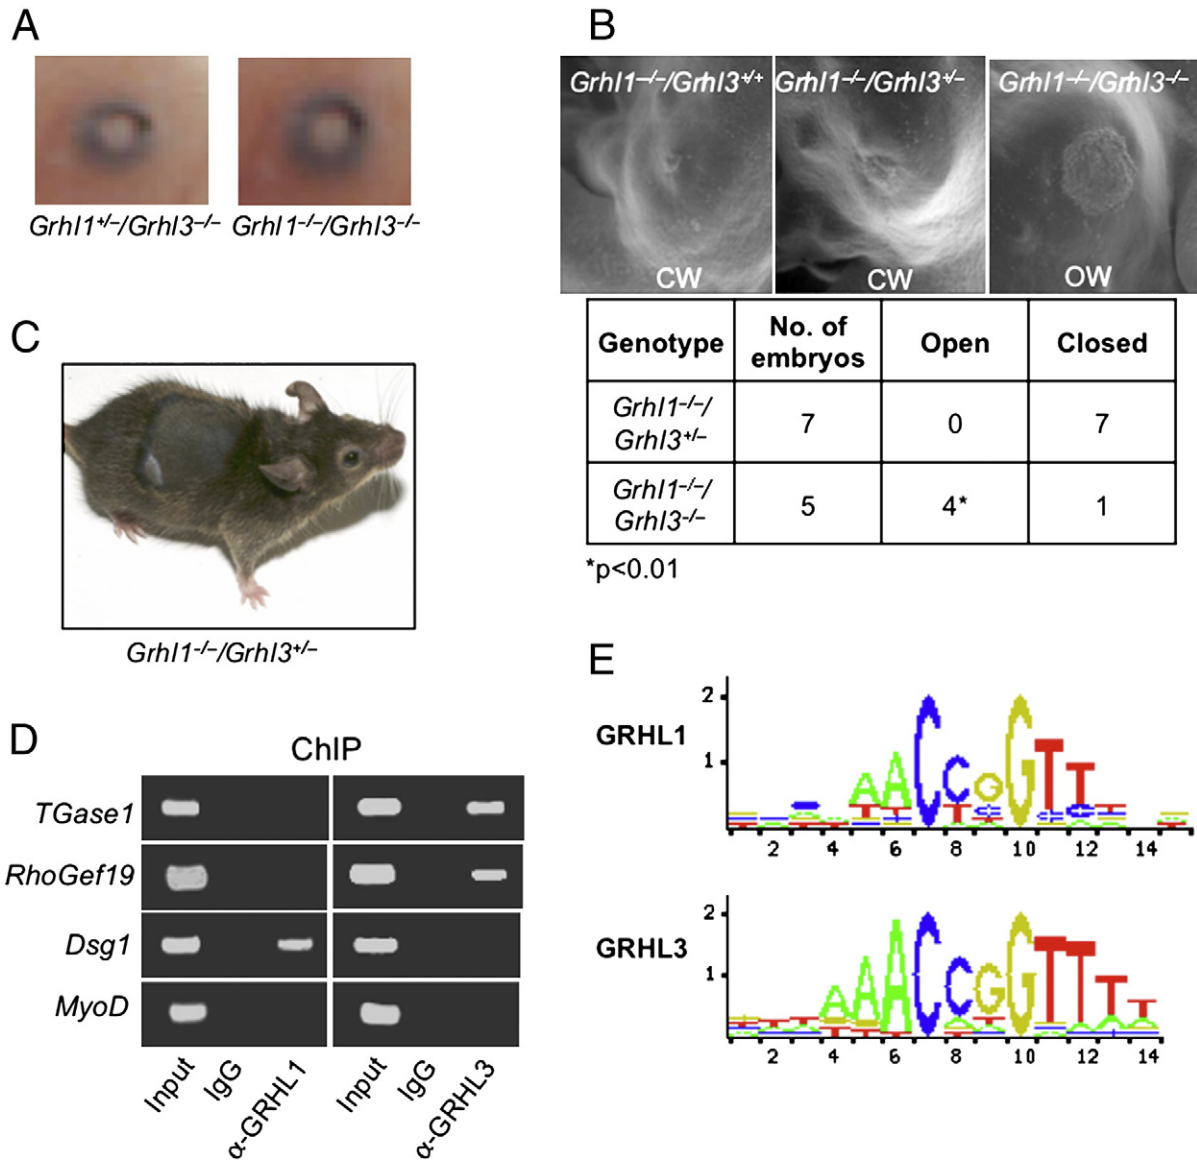 A
Grhl1+/–/Grhl3–/–
Grhl1–/–/Grhl3–/–
B
Grhl1–/–/Grhl3+/+
Grhl1–/–/Grhl3+/–
Grhl1–/–/Grhl3–/–
CW
CW
OW
Genotype
No. of
embryos
Open
Closed
Grhl1–/–/
Grhl3+/–
7
0
7
Grhl1–/–/
Grhl3–/–
5
4*
1
*p<0.01
C
Grhl1–/–/Grhl3+/–
D
ChIP
TGase1
RhoGef19
Dsg1
MyoD
Input
IgG
α-GRHL1
Input
IgG
α-GRHL3
E
GRHL1
2
1
2 4 6 8 10 12 14
GRHL3
2
1
2 4 6 8 10 12 14